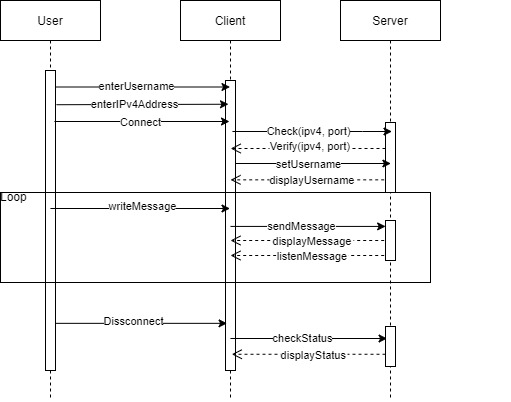 User
Client
Server
enterUsername
enterIPv4Address
Connect
Check(ipv4, port)
Verify(ipv4, port)
setUsername
displayUsername
Loop
writeMessage
sendMessage
displayMessage
listenMessage
Dissconnect
checkStatus
displayStatus